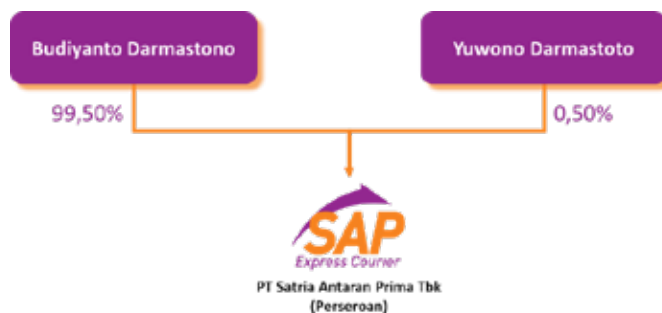 Budiyanto Darmastono
Yuwono Darmastoto
99,50%
0,50%
SAP
Express Courier
PT Satria Antaran Prima Tbk
(Perseroan)